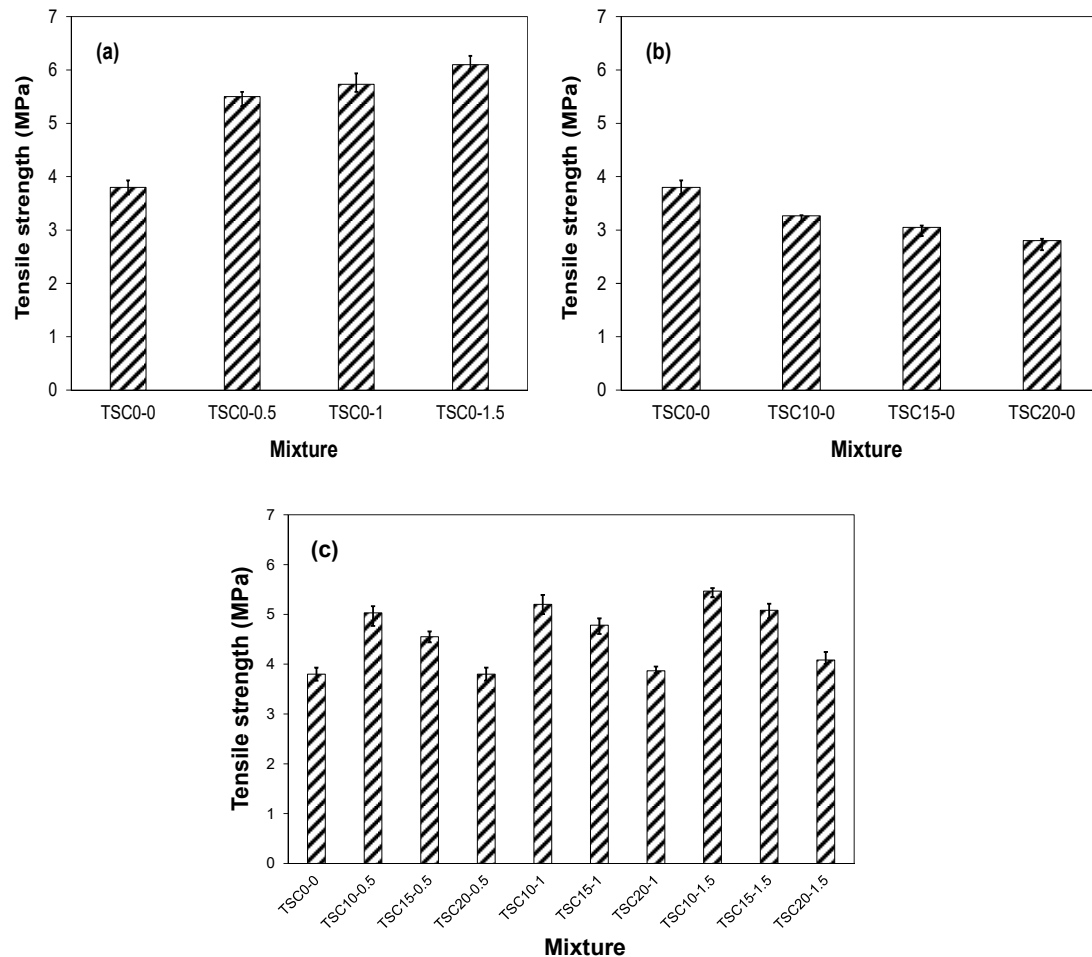 (a)
Tensile strength (MPa)
7
6
5
4
3
2
1
0
TSC0-0 TSC0-0.5 TSC0-1 TSC0-1.5
Mixture
(b)
Tensile strength (MPa)
7
6
5
4
3
2
1
0
TSC0-0 TSC10-0 TSC15-0 TSC20-0
Mixture
(c)
Tensile strength (MPa)
7
6
5
4
3
2
1
0
TSC0-0
TSC10-0.5
TSC15-0.5
TSC20-0.5
TSC10-1
TSC15-1
TSC20-1
TSC10-1.5
TSC15-1.5
TSC20-1.5
Mixture